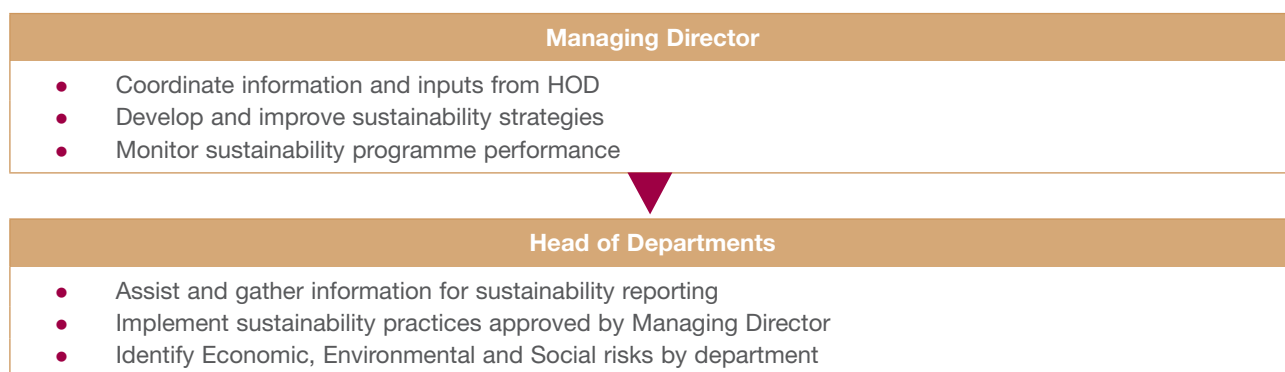 Managing Director
● Coordinate information and inputs from HOD
● Develop and improve sustainability strategies
● Monitor sustainability programme performance
Head of Departments
● Assist and gather information for sustainability reporting
● Implement sustainability practices approved by Managing Director
● Identify Economic, Environmental and Social risks by department